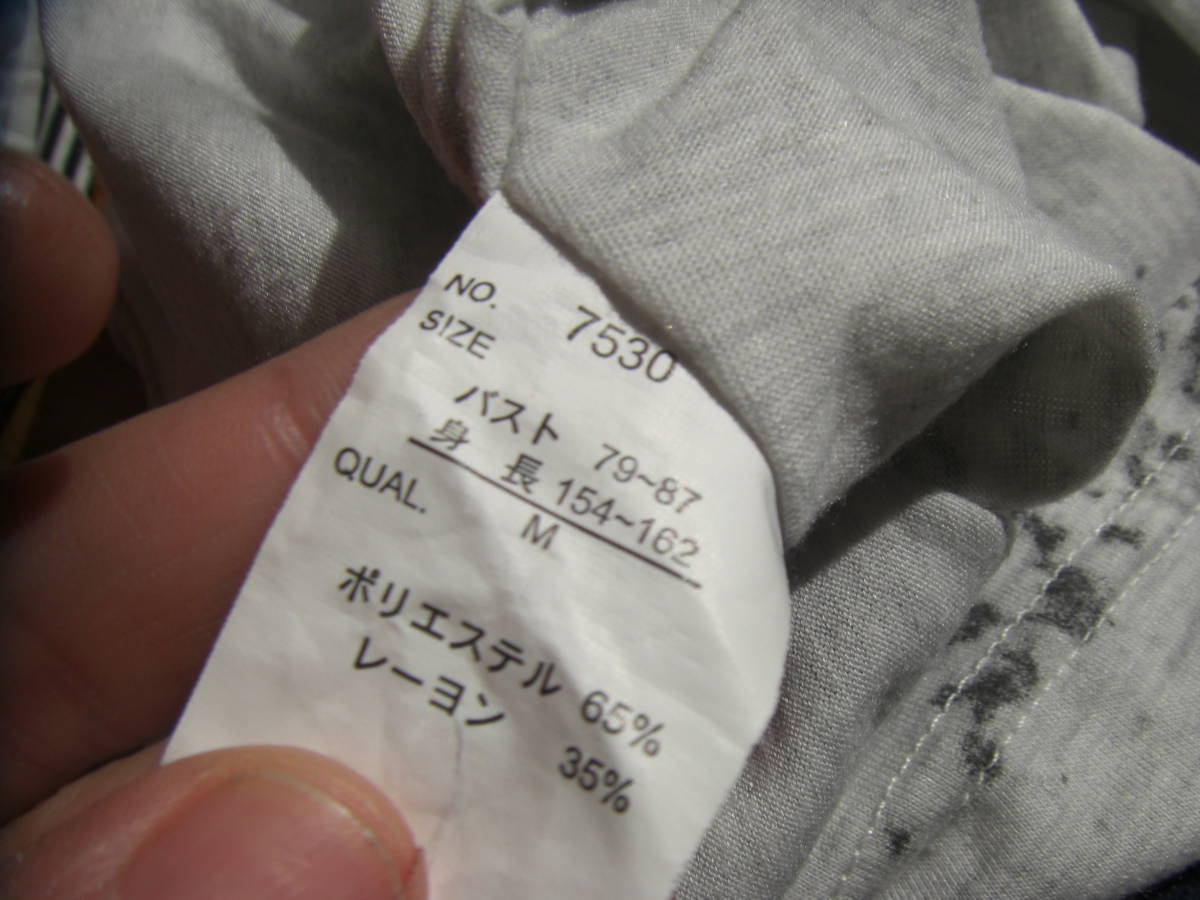 NO. 7530
SIZE
バスト 79~87
身 長 154~162
M
QUAL.
ポリエステル 65%
レーヨン 35%